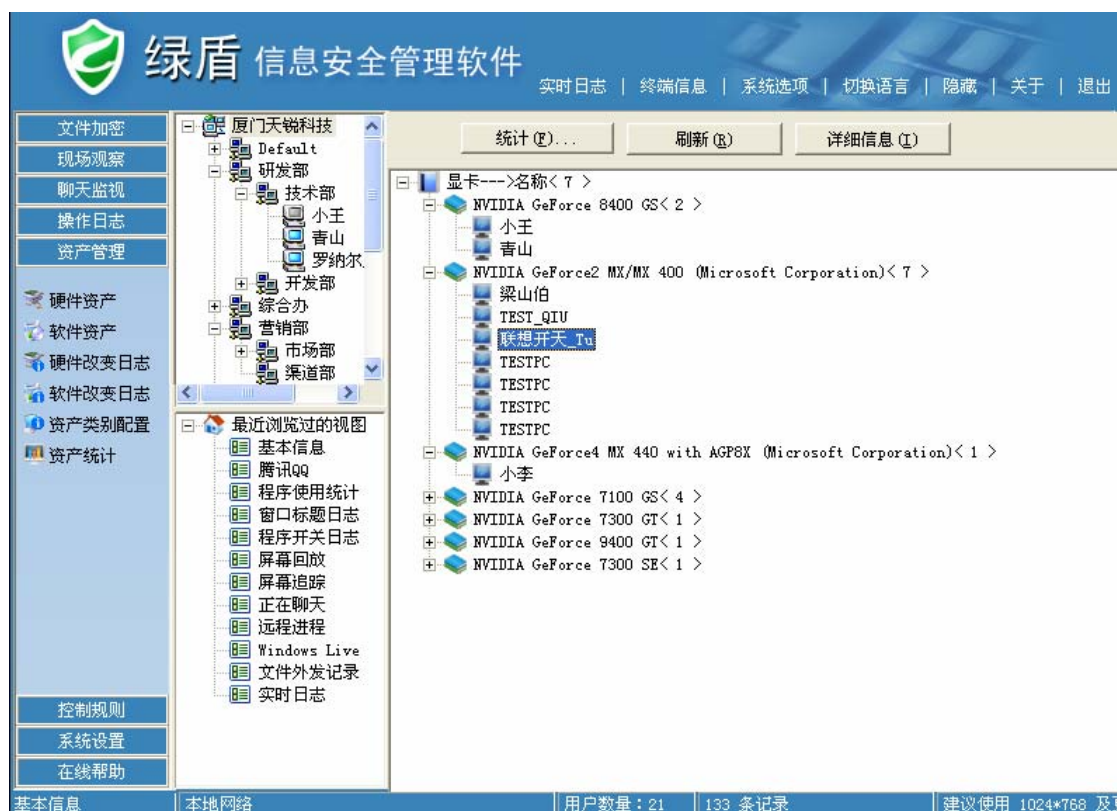 绿盾 信息安全管理软件
实时日志 | 终端信息 | 系统选项 | 切换语言 | 隐藏 | 关于 | 退出
文件加密
现场观察
聊天监视
操作日志
资产管理
硬件资产
软件资产
硬件改变日志
软件改变日志
资产类别配置
资产统计
控制规则
系统设置
在线帮助
厦门天锐科技
Default
研发部
技术部
小王
青山
罗纳尔
开发部
综合办
营销部
市场部
渠道部
最近浏览过的视图
基本信息
腾讯QQ
程序使用统计
窗口标题日志
程序开关日志
屏幕回放
屏幕追踪
正在聊天
远程进程
Windows Live
文件外发记录
实时日志
统计(F)... 刷新(R) 详细信息(I)
显卡--->名称< 7 >
NVIDIA GeForce 8400 GS< 2 >
小王
青山
NVIDIA GeForce2 MX/MX 400 (Microsoft Corporation)< 7 >
梁山伯
TEST_QIU
联想开天_Tu
TESTPC
TESTPC
TESTPC
TESTPC
NVIDIA GeForce4 MX 440 with AGP8X (Microsoft Corporation)< 1 >
小李
NVIDIA GeForce 7100 GS< 4 >
NVIDIA GeForce 7300 GT< 1 >
NVIDIA GeForce 9400 GT< 1 >
NVIDIA GeForce 7300 SE< 1 >
基本信息 本地网络 用户数量:21 133 条记录 建议使用 1024*768 及